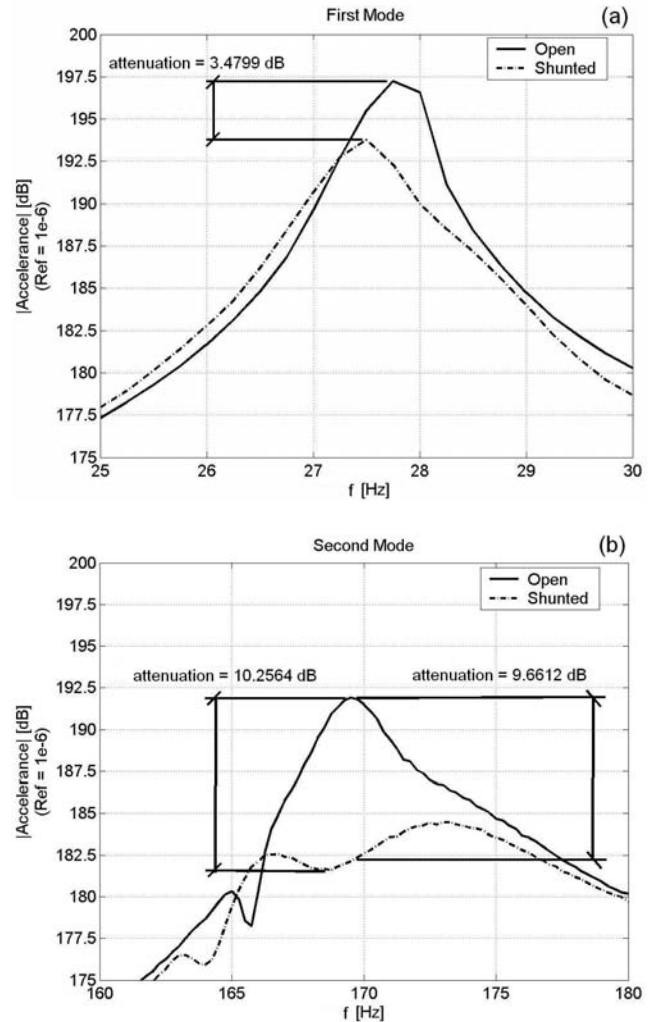 First Mode
(a)
200
197.5
195
192.5
190
187.5
185
182.5
180
177.5
175
|Accelerance| [dB]
(Ref = 1e-6)
attenuation = 3.4799 dB
Open
Shunted
25
26
27
28
29
30
f [Hz]
Second Mode
(b)
200
197.5
195
192.5
190
187.5
185
182.5
180
177.5
175
|Accelerance| [dB]
(Ref = 1e-6)
Open
Shunted
attenuation = 10.2564 dB
attenuation = 9.6612 dB
160
165
170
175
180
f [Hz]